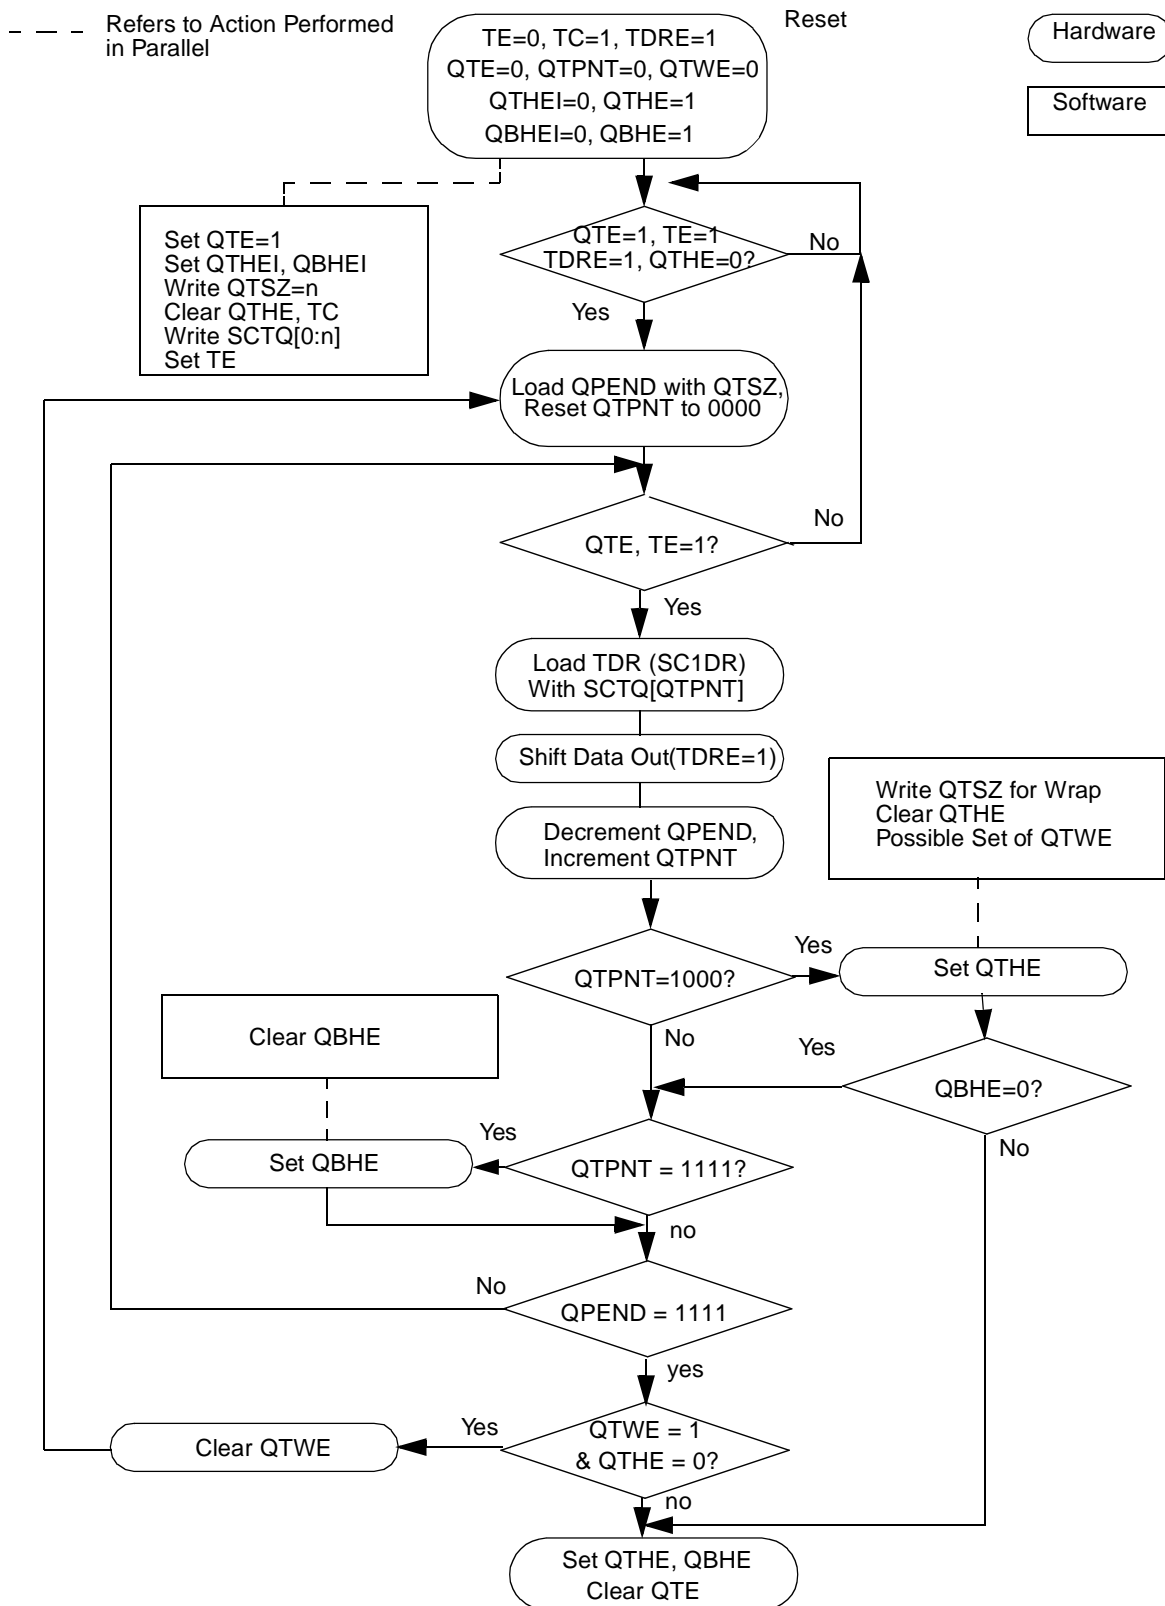 Refers to Action Performed
in Parallel
Reset
Hardware
Software
TE=0, TC=1, TDRE=1
QTE=0, QTPNT=0, QTWE=0
QTHEI=0, QTHE=1
QBHEI=0, QBHE=1
Set QTE=1
Set QTHEI, QBHEI
Write QTSZ=n
Clear QTHE, TC
Write SCTQ[0:n]
Set TE
QTE=1, TE=1
TDRE=1, QTHE=0?
No
Yes
Load QPEND with QTSZ,
Reset QTPNT to 0000
QTE, TE=1?
No
Yes
Load TDR (SC1DR)
With SCTQ[QTPNT]
Shift Data Out(TDRE=1)
Decrement QPEND,
Increment QTPNT
Write QTSZ for Wrap
Clear QTHE
Possible Set of QTWE
QTPNT=1000?
Yes
Set QTHE
No
Clear QBHE
Yes
QBHE=0?
No
Yes
Set QBHE
QTPNT = 1111?
no
No
QPEND = 1111
yes
Yes
Clear QTWE
QTWE = 1
& QTHE = 0?
no
Set QTHE, QBHE
Clear QTE